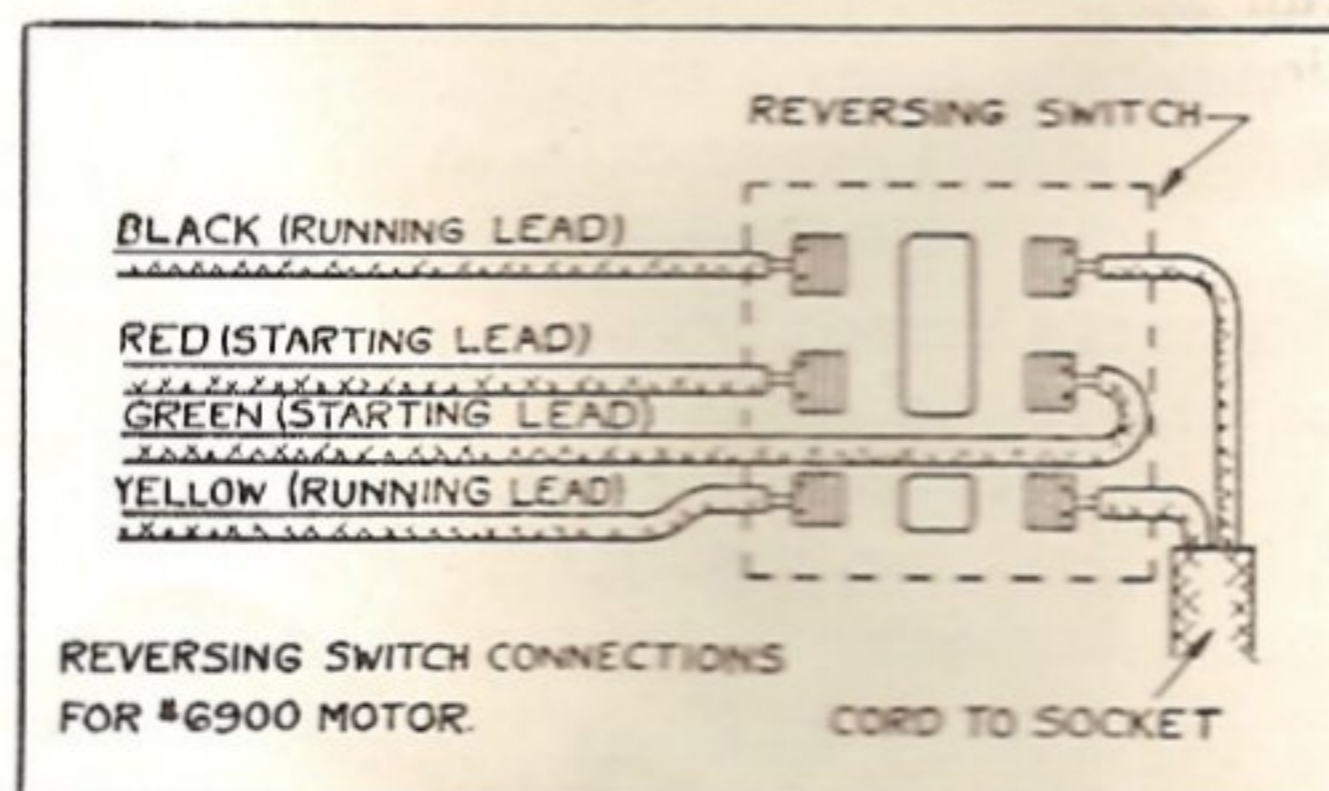 REVERSING SWITCH
BLACK (RUNNING LEAD)
RED (STARTING LEAD)
GREEN (STARTING LEAD)
YELLOW (RUNNING LEAD)
REVERSING SWITCH CONNECTIONS
FOR #6900 MOTOR.
CORD TO SOCKET